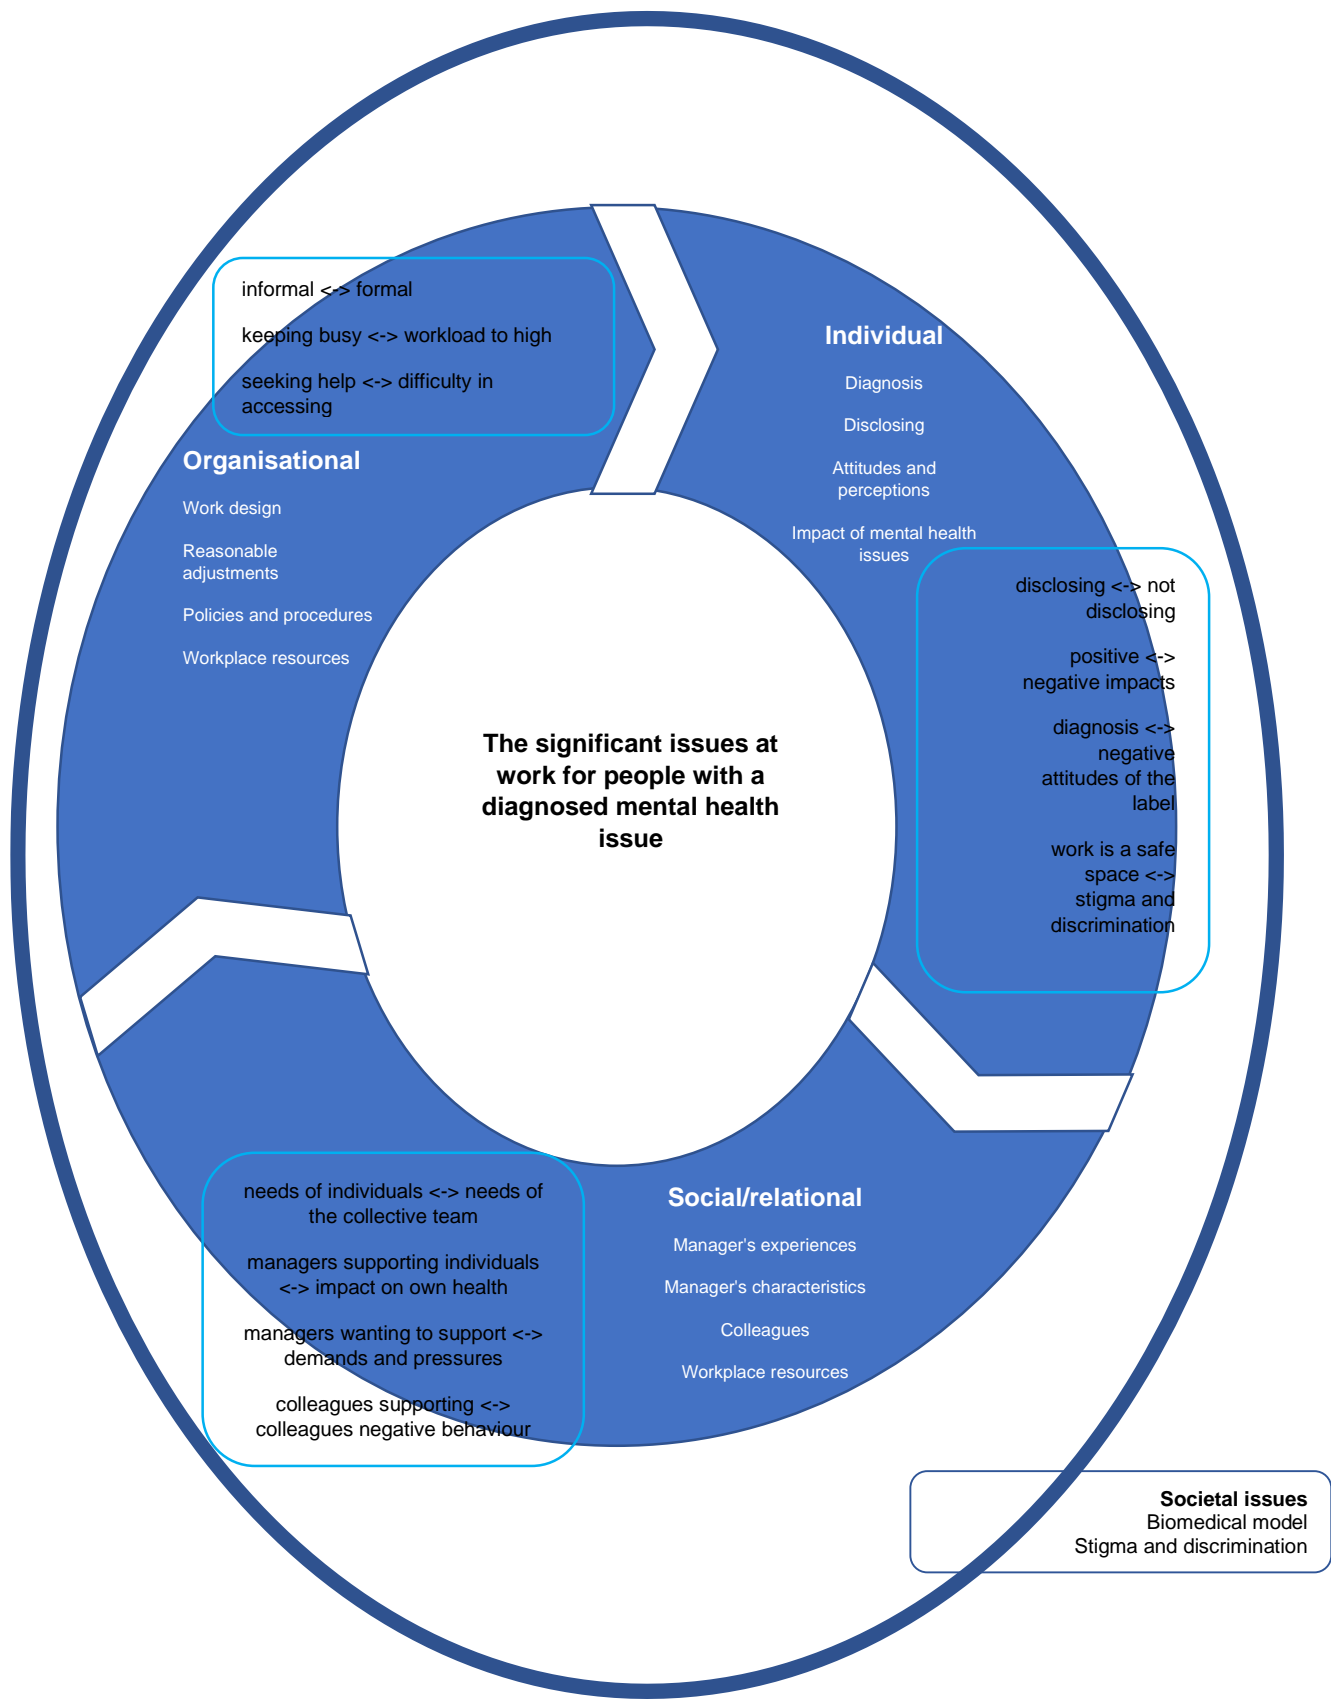 informal <-> formal
keeping busy <-> workload to high
seeking help <-> difficulty in
accessing
Organisational
Work design
Reasonable
adjustments
Policies and procedures
Workplace resources
Individual
Diagnosis
Disclosing
Attitudes and
perceptions
Impact of mental health
issues
disclosing <-> not
disclosing
positive <->
negative impacts
diagnosis <->
negative
attitudes of the
label
work is a safe
space <->
stigma and
discrimination
The significant issues at
work for people with a
diagnosed mental health
issue
needs of individuals <-> needs of
the collective team
managers supporting individuals
<-> impact on own health
managers wanting to support <->
demands and pressures
colleagues supporting <->
colleagues negative behaviour
Social/relational
Manager's experiences
Manager's characteristics
Colleagues
Workplace resources
Societal issues
Biomedical model
Stigma and discrimination